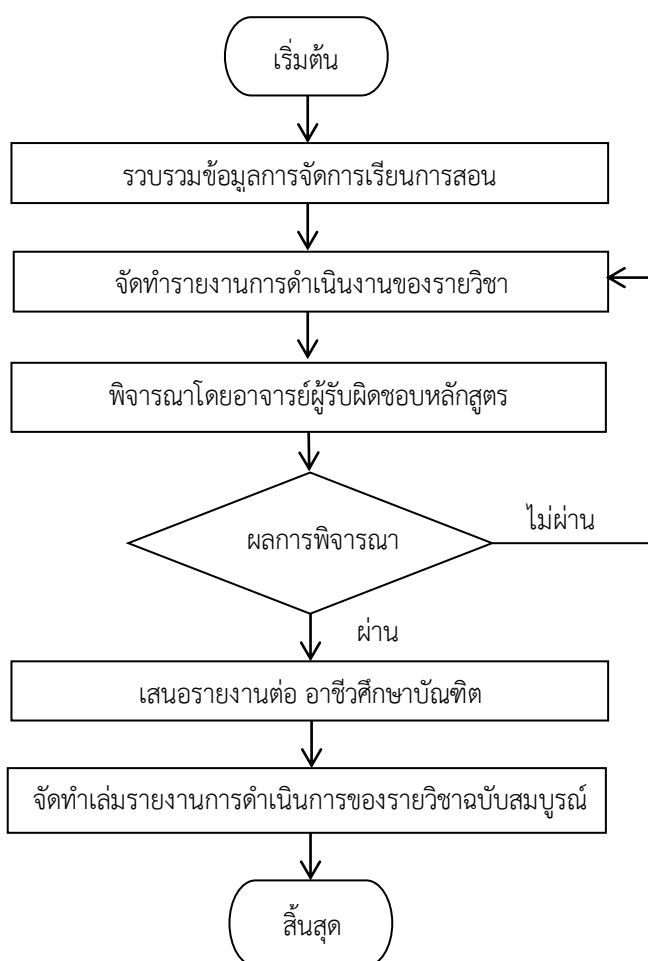 เริ่มต้น
รวบรวมข้อมูลการจัดการเรียนการสอน
จัดทำรายงานการดำเนินงานของรายวิชา
พิจารณาโดยอาจารย์ผู้รับผิดชอบหลักสูตร
ผลการพิจารณา
ไม่ผ่าน
ผ่าน
เสนอรายงานต่อ อาชีวศึกษาบัณฑิต
จัดทำเล่มรายงานการดำเนินการของรายวิชาฉบับสมบูรณ์
สิ้นสุด